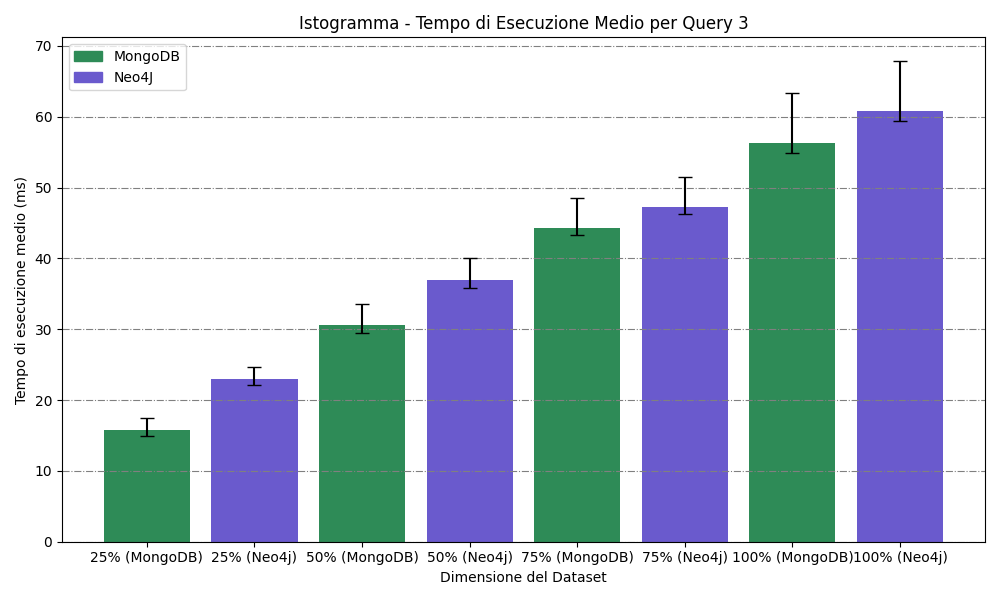 Istogramma - Tempo di Esecuzione Medio per Query 3
MongoDB
Neo4J
Tempo di esecuzione medio (ms)
70
60
50
40
30
20
10
0
25% (MongoDB) 25% (Neo4j) 50% (MongoDB) 50% (Neo4j) 75% (MongoDB) 75% (Neo4j) 100% (MongoDB) 100% (Neo4j)
Dimensione del Dataset